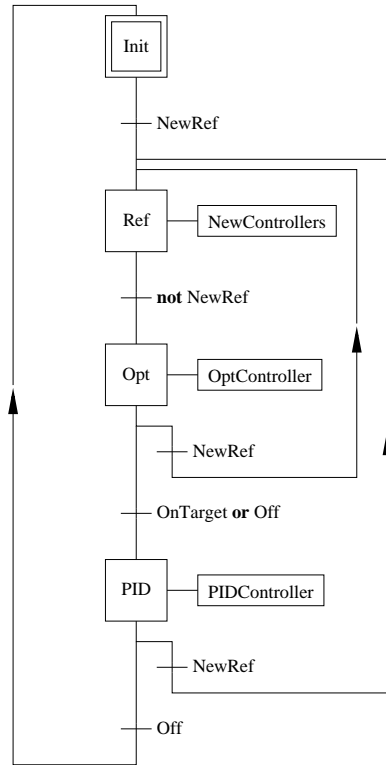 Init
NewRef
Ref
NewControllers
not NewRef
Opt
OptController
NewRef
OnTarget or Off
PID
PIDController
NewRef
Off